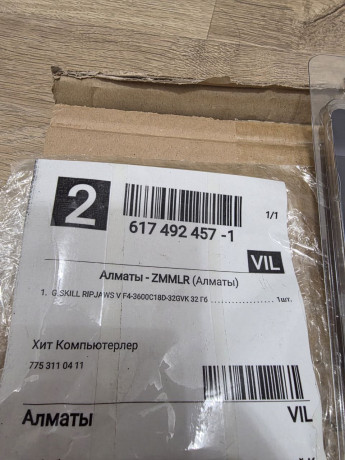 2
1/1
617 492 457 -1
VIL
Алматы - ZMMLR (Алматы)
1. G.SKILL RIPJAWS V F4-3600C18D-32GVK 32 Гб 1шт.
Хит Компьютерлер
775 311 04 11
Алматы VIL